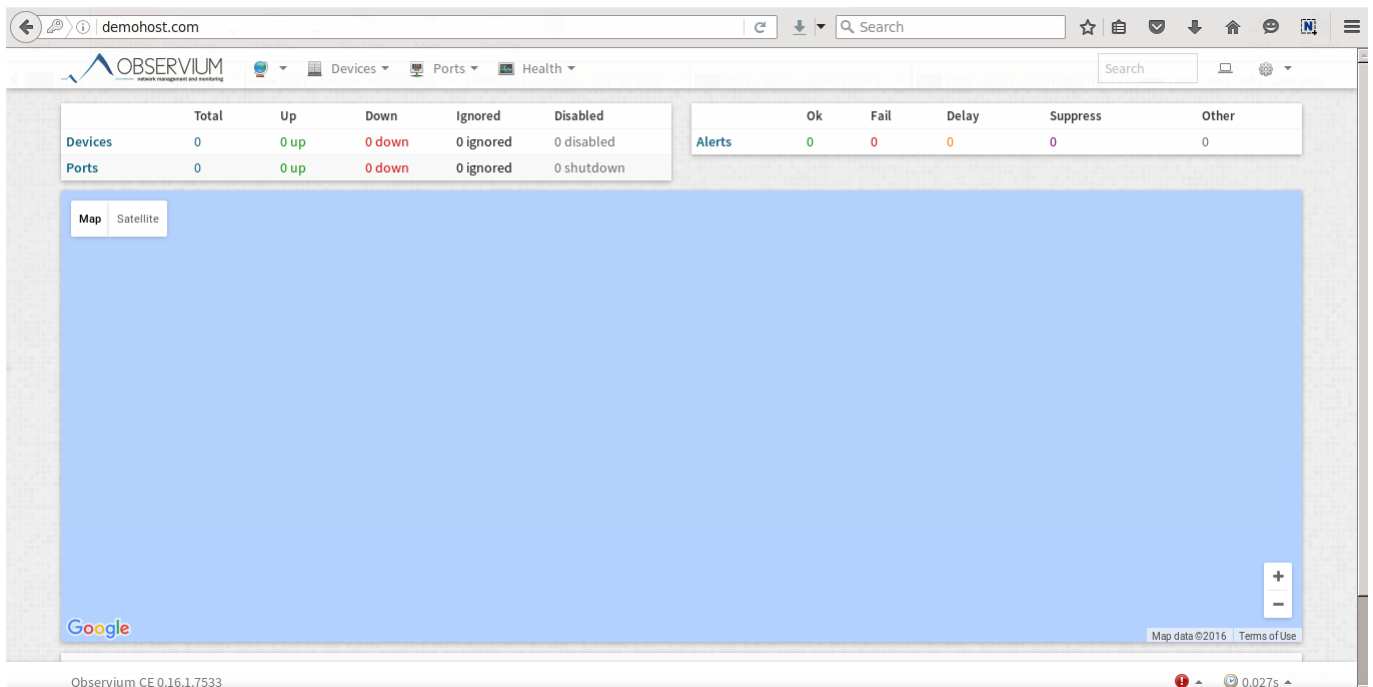 demohost.com Search
OBSERVIUM Devices Ports Health Search
network management and monitoring
Total Up Down Ignored Disabled
Devices 0 0 up 0 down 0 ignored 0 disabled
Ports 0 0 up 0 down 0 ignored 0 shutdown
Ok Fail Delay Suppress Other
Alerts 0 0 0 0 0
Map Satellite
+
−
Google
Map data ©2016 Terms of Use
Observium CE 0.16.1.7533 0.027s